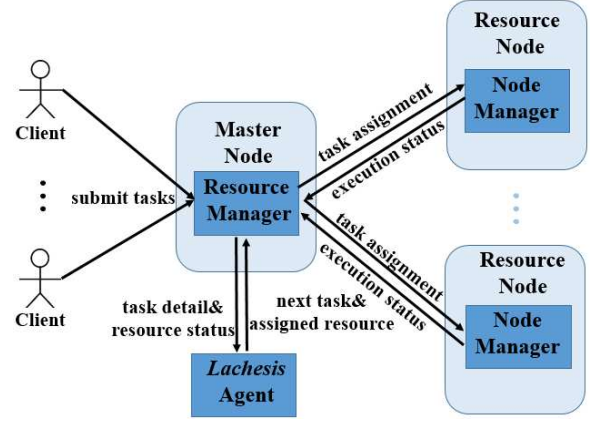 Client
submit tasks
Client
Master
Node
Resource
Manager
task detail&
resource status
next task&
assigned resource
Lachesis
Agent
task assignment
execution status
task assignment
execution status
Resource
Node
Node
Manager
Resource
Node
Node
Manager